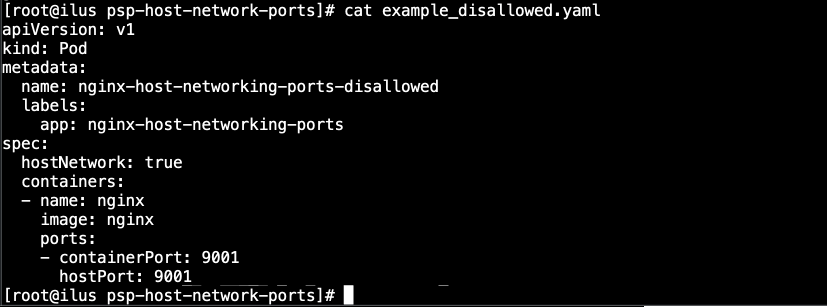 [root@ilus psp-host-network-ports]# cat example_disallowed.yaml
apiVersion: v1
kind: Pod
metadata:
  name: nginx-host-networking-ports-disallowed
  labels:
    app: nginx-host-networking-ports
spec:
  hostNetwork: true
  containers:
  - name: nginx
    image: nginx
    ports:
    - containerPort: 9001
      hostPort: 9001
[root@ilus psp-host-network-ports]#